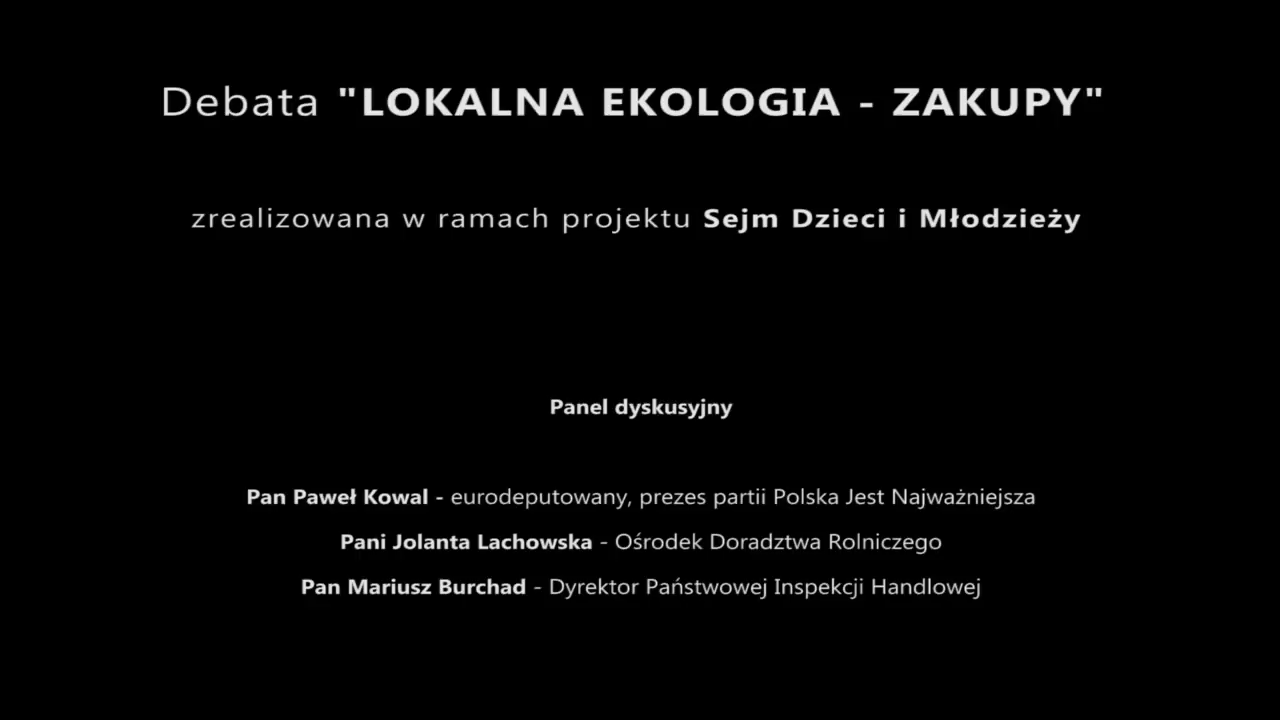 Debata "LOKALNA EKOLOGIA - ZAKUPY"
zrealizowana w ramach projektu Sejm Dzieci i Młodzieży
Panel dyskusyjny
Pan Paweł Kowal - eurodeputowany, prezes partii Polska Jest Najważniejsza
Pani Jolanta Lachowska - Ośrodek Doradztwa Rolniczego
Pan Mariusz Burchad - Dyrektor Państwowej Inspekcji Handlowej